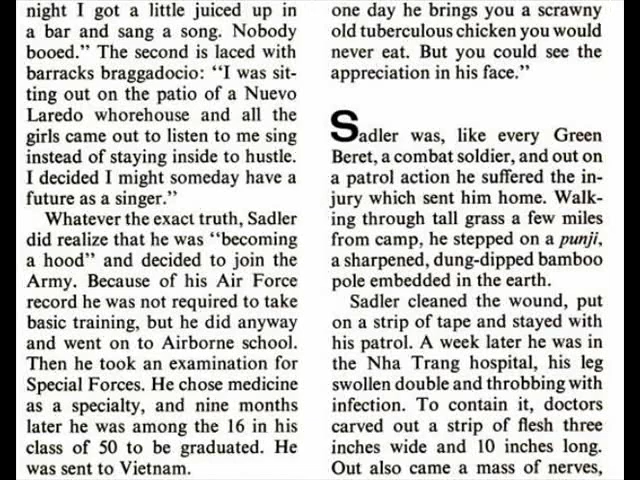 night I got a little juiced up in
a bar and sang a song. Nobody
booed.” The second is laced with
barracks braggadocio: “I was sit-
ting out on the patio of a Nuevo
Laredo whorehouse and all the
girls came out to listen to me sing
instead of staying inside to hustle.
I decided I might someday have a
future as a singer.”
Whatever the exact truth, Sadler
did realize that he was “becoming
a hood” and decided to join the
Army. Because of his Air Force
record he was not required to take
basic training, but he did anyway
and went on to Airborne school.
Then he took an examination for
Special Forces. He chose medicine
as a specialty, and nine months
later he was among the 16 in his
class of 50 to be graduated. He
was sent to Vietnam.
one day he brings you a scrawny
old tuberculous chicken you would
never eat. But you could see the
appreciation in his face.”
Sadler was, like every Green
Beret, a combat soldier, and out on
a patrol action he suffered the in-
jury which sent him home. Walk-
ing through tall grass a few miles
from camp, he stepped on a punji,
a sharpened, dung-dipped bamboo
pole embedded in the earth.
Sadler cleaned the wound, put
on a strip of tape and stayed with
his patrol. A week later he was in
the Nha Trang hospital, his leg
swollen double and throbbing with
infection. To contain it, doctors
carved out a strip of flesh three
inches wide and 10 inches long.
Out also came a mass of nerves,